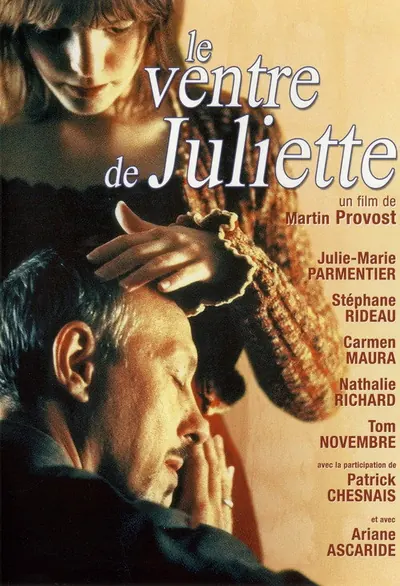 le
ventre
de Juliette
un film de
Martin Provost
Julie-Marie
PARMENTIER
Stéphane
RIDEAU
Carmen
MAURA
Nathalie
RICHARD
Tom
NOVEMBRE
avec la participation de
Patrick
CHESNAIS
et avec
Ariane
ASCARIDE